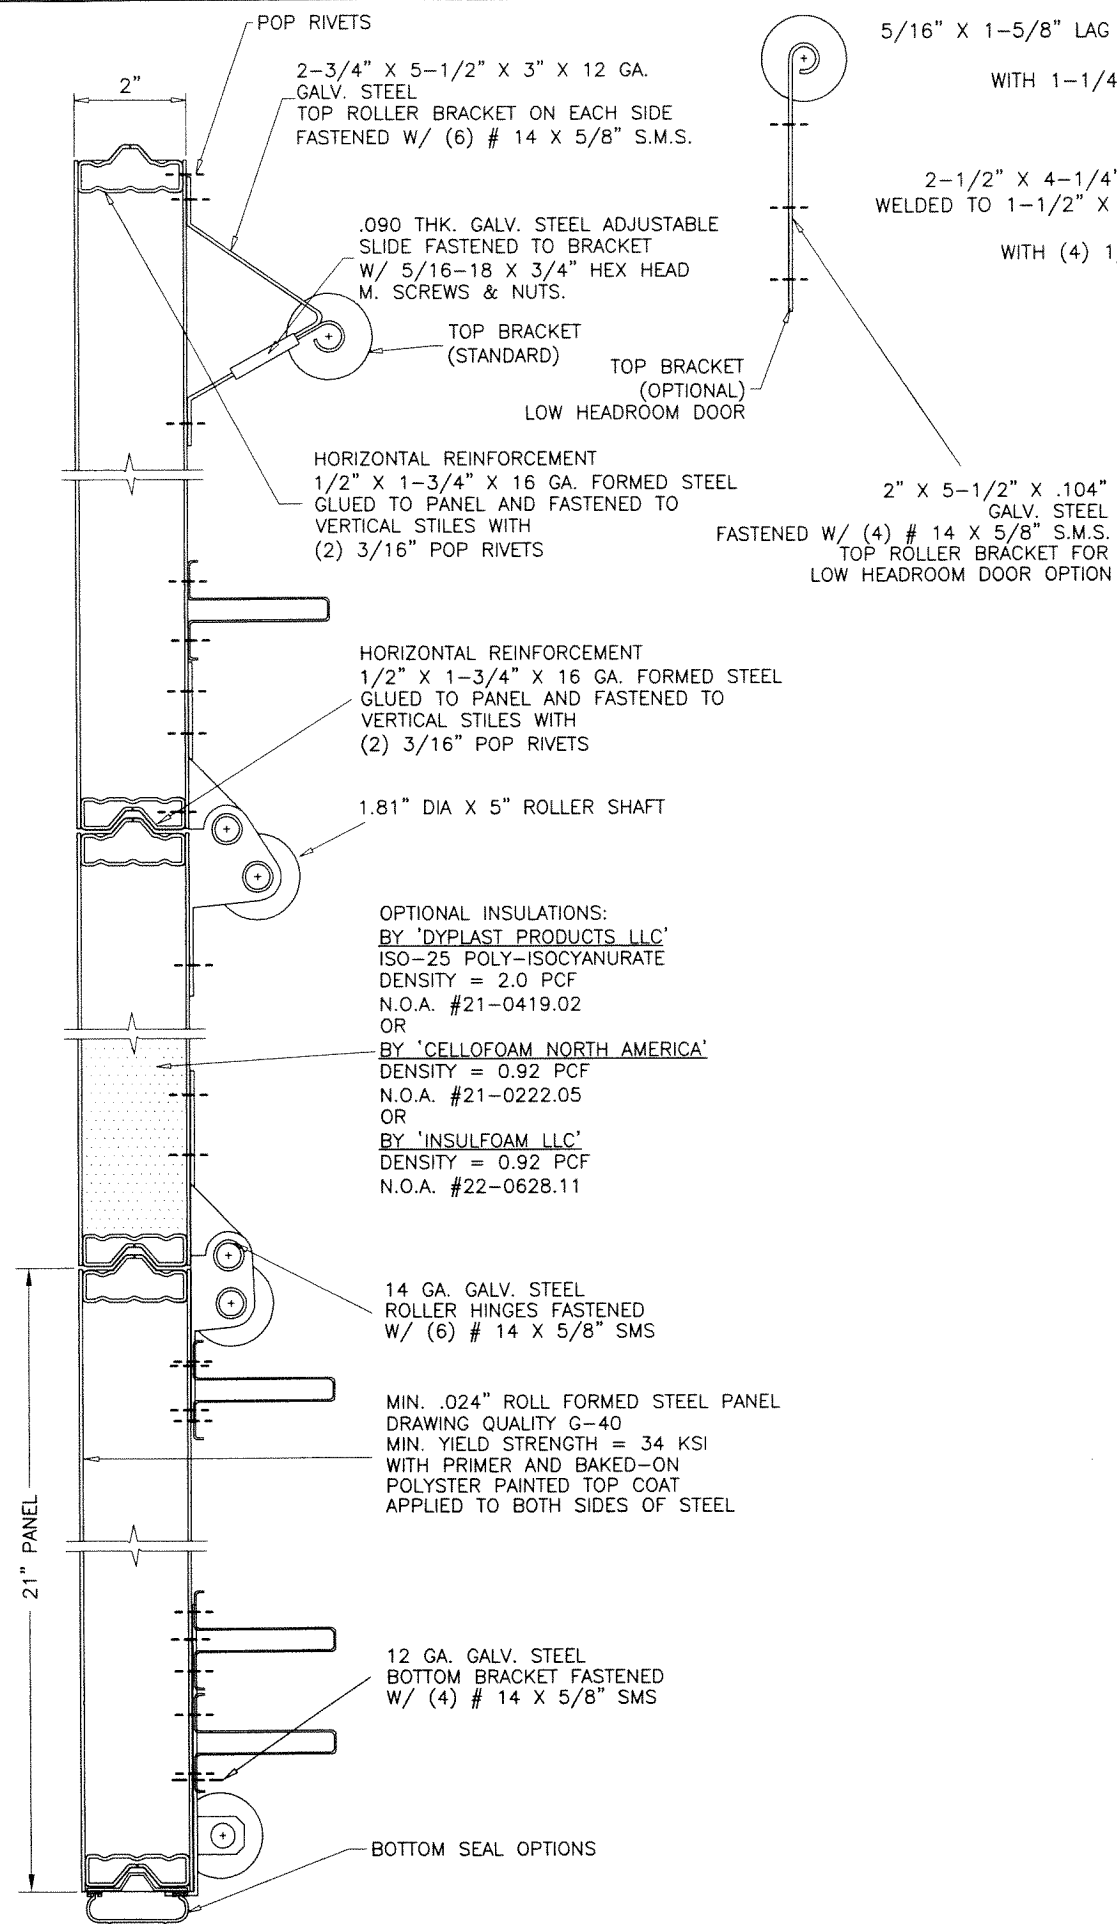 POP RIVETS
2"
2-3/4" X 5-1/2" X 3" X 12 GA.
GALV. STEEL
TOP ROLLER BRACKET ON EACH SIDE
FASTENED W/ (6) # 14 X 5/8" S.M.S.
5/16" X 1-5/8" LAG
WITH 1-1/4
2-1/2" X 4-1/4"
WELDED TO 1-1/2" X
WITH (4) 1
.090 THK. GALV. STEEL ADJUSTABLE
SLIDE FASTENED TO BRACKET
W/ 5/16-18 X 3/4" HEX HEAD
M. SCREWS & NUTS.
TOP BRACKET
(STANDARD)
TOP BRACKET
(OPTIONAL)
LOW HEADROOM DOOR
HORIZONTAL REINFORCEMENT
1/2" X 1-3/4" X 16 GA. FORMED STEEL
GLUED TO PANEL AND FASTENED TO
VERTICAL STILES WITH
(2) 3/16" POP RIVETS
2" X 5-1/2" X .104"
GALV. STEEL
FASTENED W/ (4) # 14 X 5/8" S.M.S.
TOP ROLLER BRACKET FOR
LOW HEADROOM DOOR OPTION
HORIZONTAL REINFORCEMENT
1/2" X 1-3/4" X 16 GA. FORMED STEEL
GLUED TO PANEL AND FASTENED TO
VERTICAL STILES WITH
(2) 3/16" POP RIVETS
1.81" DIA X 5" ROLLER SHAFT
OPTIONAL INSULATIONS:
BY 'DYPLAST PRODUCTS LLC'
ISO-25 POLY-ISOCYANURATE
DENSITY = 2.0 PCF
N.O.A. #21-0419.02
OR
BY 'CELLOFOAM NORTH AMERICA'
DENSITY = 0.92 PCF
N.O.A. #21-0222.05
OR
BY 'INSULFOAM LLC'
DENSITY = 0.92 PCF
N.O.A. #22-0628.11
14 GA. GALV. STEEL
ROLLER HINGES FASTENED
W/ (6) # 14 X 5/8" SMS
MIN. .024" ROLL FORMED STEEL PANEL
DRAWING QUALITY G-40
MIN. YIELD STRENGTH = 34 KSI
WITH PRIMER AND BAKED-ON
POLYSTER PAINTED TOP COAT
APPLIED TO BOTH SIDES OF STEEL
21" PANEL
12 GA. GALV. STEEL
BOTTOM BRACKET FASTENED
W/ (4) # 14 X 5/8" SMS
BOTTOM SEAL OPTIONS